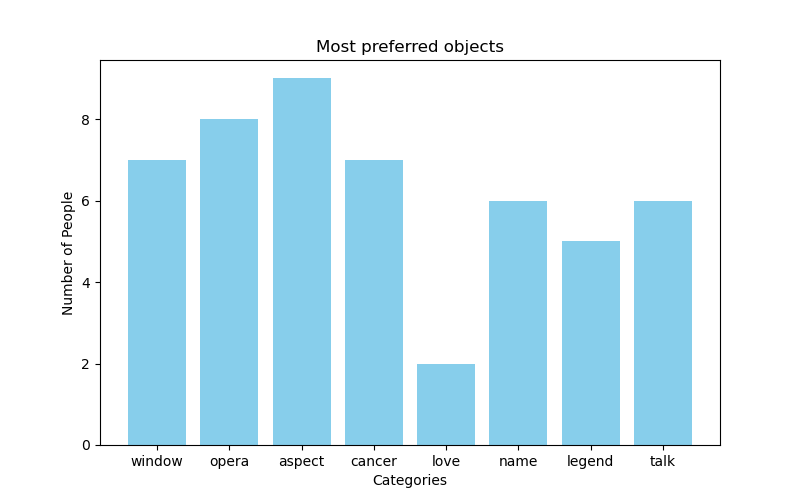 Most preferred objects
Number of People
8
6
4
2
0
window opera aspect cancer love name legend talk
Categories